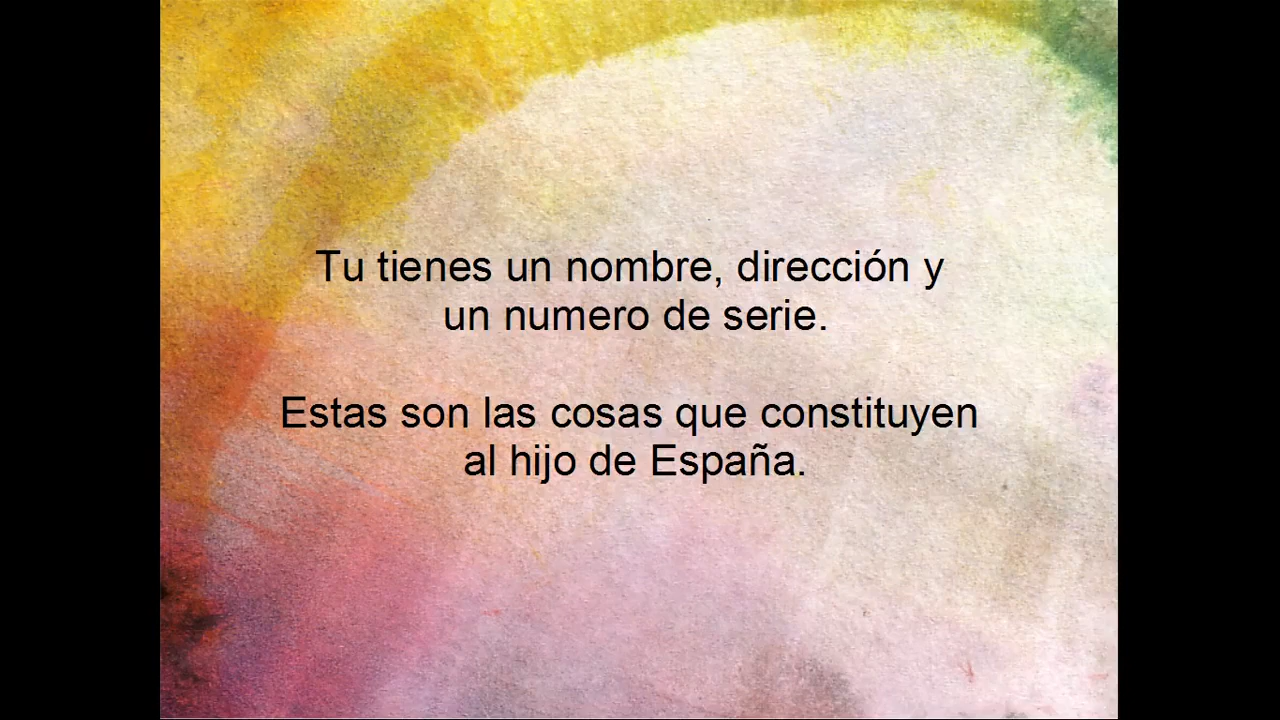 Tu tienes un nombre, dirección y
un numero de serie.
Estas son las cosas que constituyen
al hijo de España.